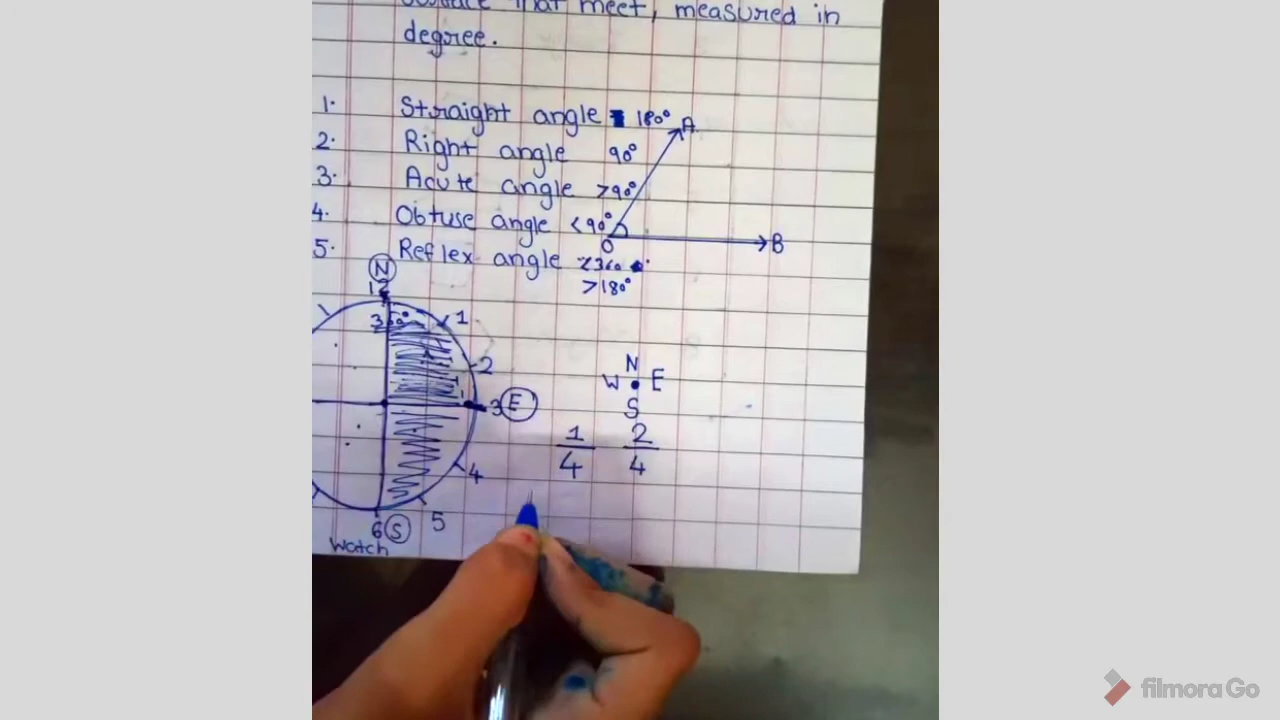 that meet, measured in
degree.
1. Straight angle 180°
2. Right angle 90°
3. Acute angle >90°
4. Obtuse angle <90°
5. Reflex angle <360
>180°
A
O
B
N
12
360°
1
2
3 E
4
5
6 S
Watch
N
W E
S
1/4 2/4
filmora Go